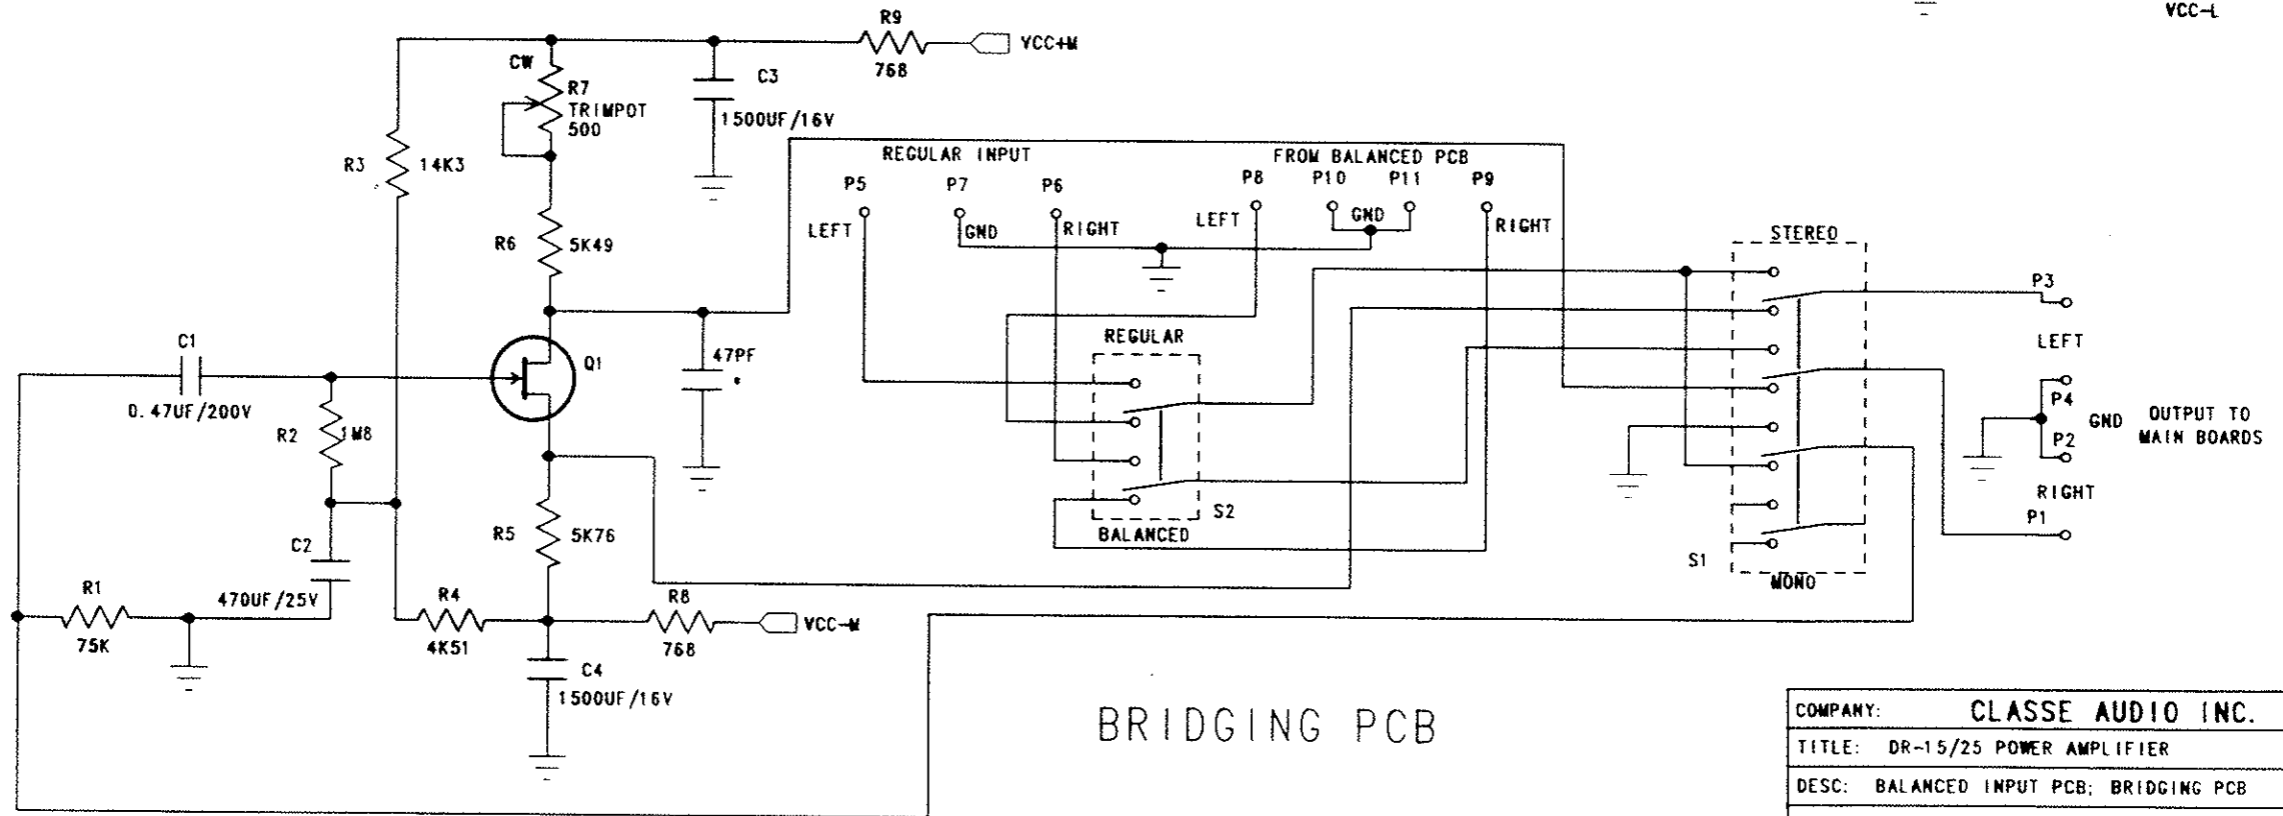 VCC-L
R9
VCC+M
768
CW
R7
TRIMPOT
500
C3
1500UF/16V
R3
14K3
REGULAR INPUT
FROM BALANCED PCB
P5
P7
P6
P8
P10
P11
P9
LEFT
GND
RIGHT
LEFT
GND
RIGHT
R6
5K49
STEREO
P3
C1
Q1
47PF
*
REGULAR
LEFT
0.47UF/200V
R2
1M8
P4
GND
OUTPUT TO
MAIN BOARDS
P2
RIGHT
P1
R5
5K76
S2
BALANCED
C2
S1
MONO
R1
470UF/25V
R4
R8
VCC-M
75K
4K51
768
C4
1500UF/16V
BRIDGING PCB
COMPANY: CLASSE AUDIO INC.
TITLE: DR-15/25 POWER AMPLIFIER
DESC: BALANCED INPUT PCB; BRIDGING PCB